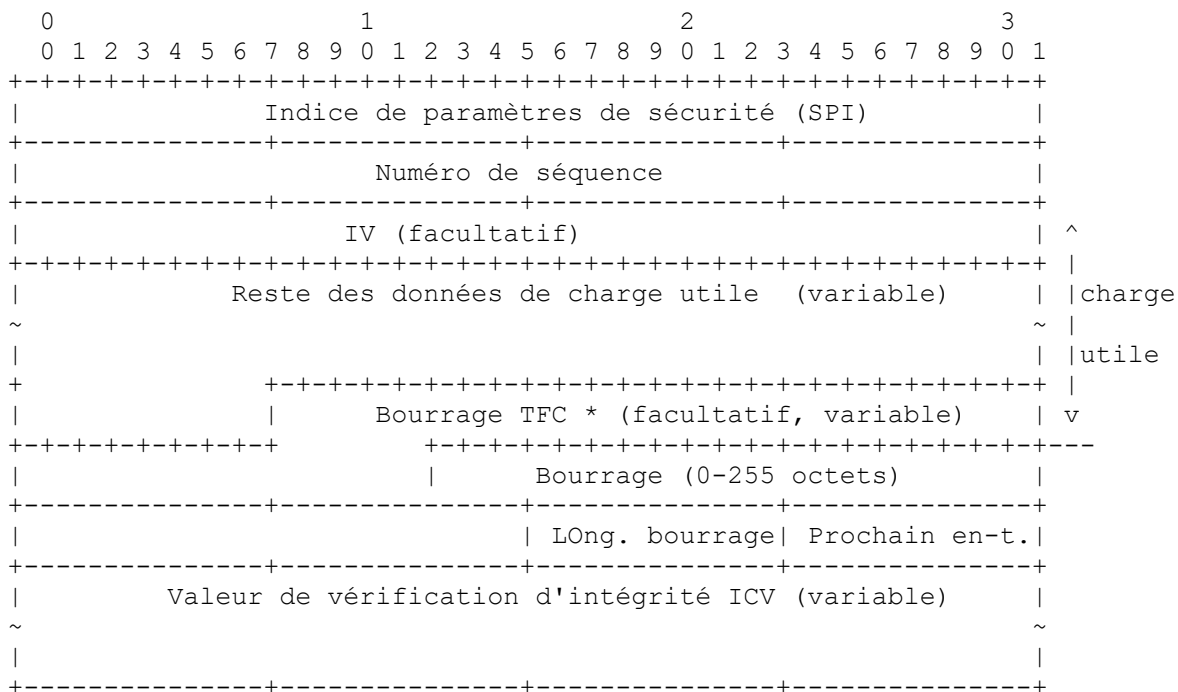 0 1 2 3
0 1 2 3 4 5 6 7 8 9 0 1 2 3 4 5 6 7 8 9 0 1 2 3 4 5 6 7 8 9 0 1
Indice de paramètres de sécurité (SPI)
Numéro de séquence
IV (facultatif)
Reste des données de charge utile (variable) charge
utile
Bourrage TFC * (facultatif, variable) v
Bourrage (0-255 octets)
LOng. bourrage| Prochain en-t.
Valeur de vérification d'intégrité ICV (variable)